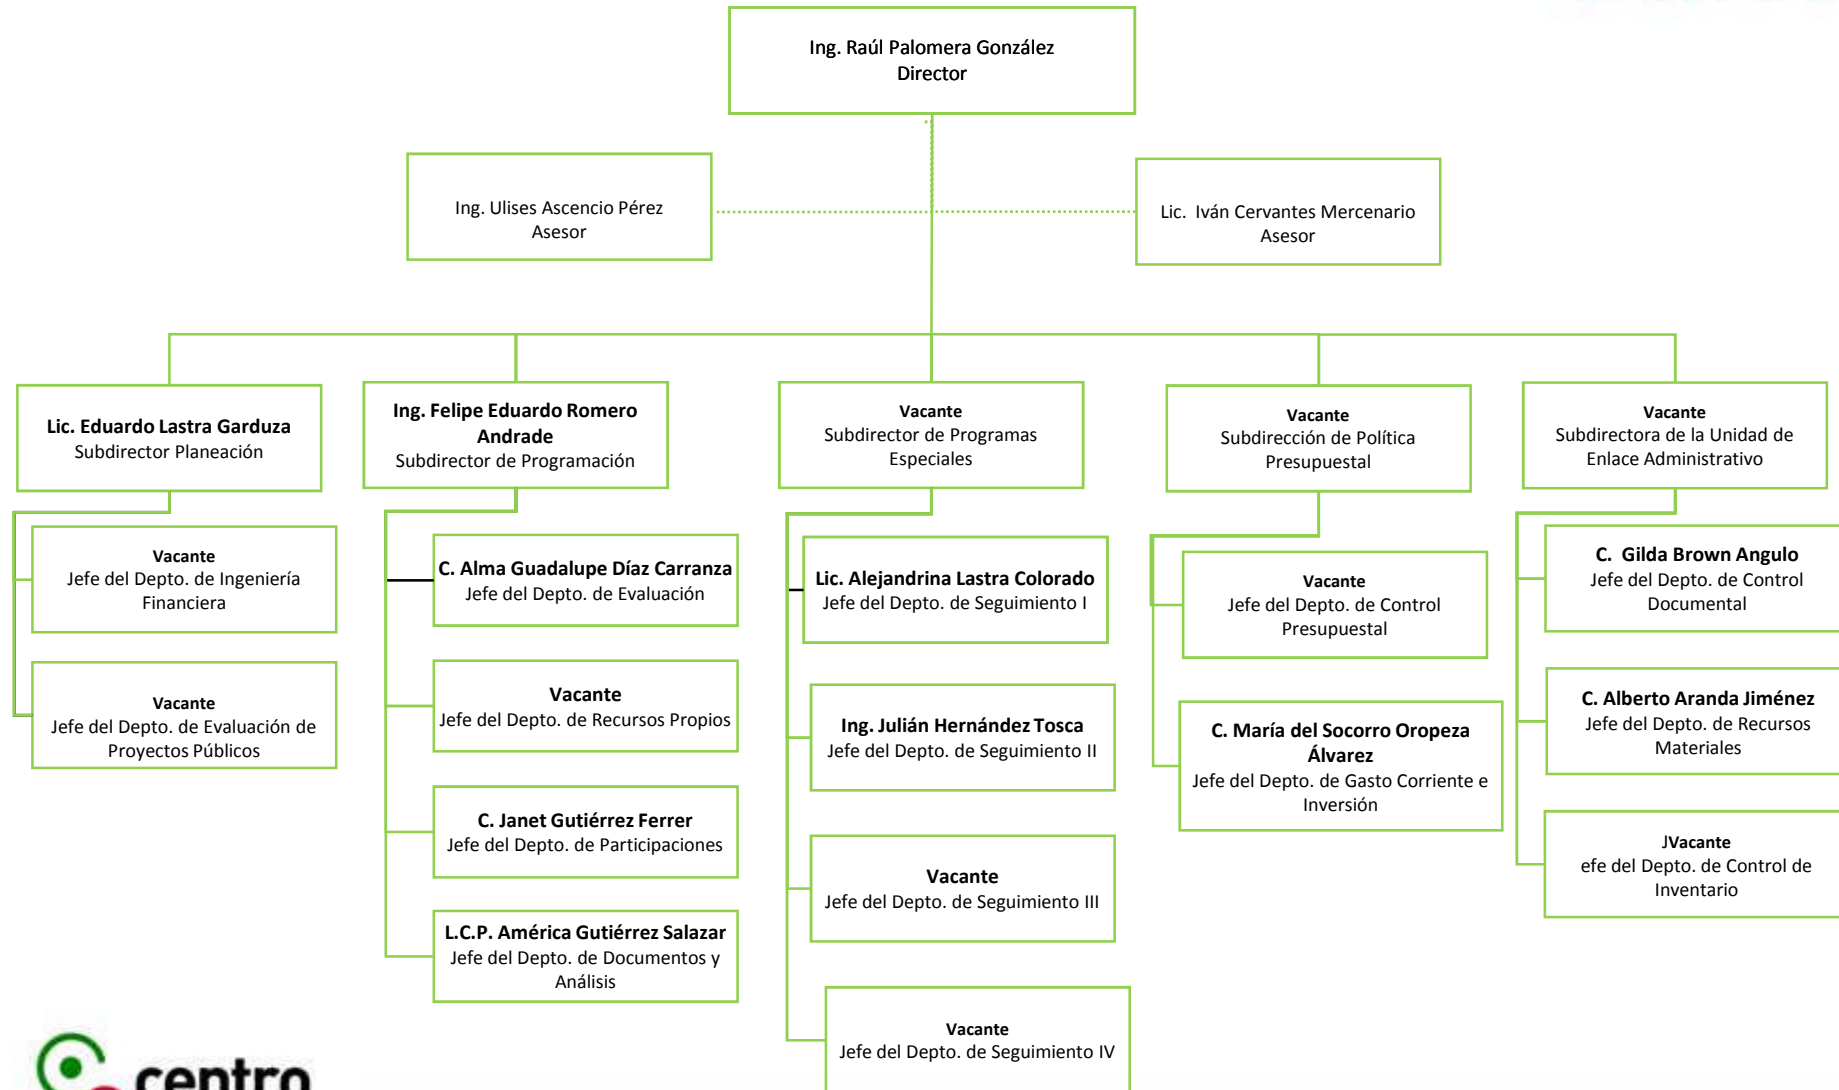 Ing. Raúl Palomera González
Director
Ing. Ulises Ascencio Pérez
Asesor
Lic. Iván Cervantes Mercenario
Asesor
Lic. Eduardo Lastra Garduza
Subdirector Planeación
Ing. Felipe Eduardo Romero
Andrade
Subdirector de Programación
Vacante
Subdirector de Programas
Especiales
Vacante
Subdirección de Política
Presupuestal
Vacante
Subdirectora de la Unidad de
Enlace Administrativo
Vacante
Jefe del Depto. de Ingeniería
Financiera
Vacante
Jefe del Depto. de Evaluación de
Proyectos Públicos
C. Alma Guadalupe Díaz Carranza
Jefe del Depto. de Evaluación
Vacante
Jefe del Depto. de Recursos Propios
C. Janet Gutiérrez Ferrer
Jefe del Depto. de Participaciones
L.C.P. América Gutiérrez Salazar
Jefe del Depto. de Documentos y
Análisis
Lic. Alejandrina Lastra Colorado
Jefe del Depto. de Seguimiento I
Ing. Julián Hernández Tosca
Jefe del Depto. de Seguimiento II
Vacante
Jefe del Depto. de Seguimiento III
Vacante
Jefe del Depto. de Seguimiento IV
Vacante
Jefe del Depto. de Control
Presupuestal
C. María del Socorro Oropeza
Álvarez
Jefe del Depto. de Gasto Corriente e
Inversión
C. Gilda Brown Angulo
Jefe del Depto. de Control
Documental
C. Alberto Aranda Jiménez
Jefe del Depto. de Recursos
Materiales
JVacante
efe del Depto. de Control de
Inventario
centro